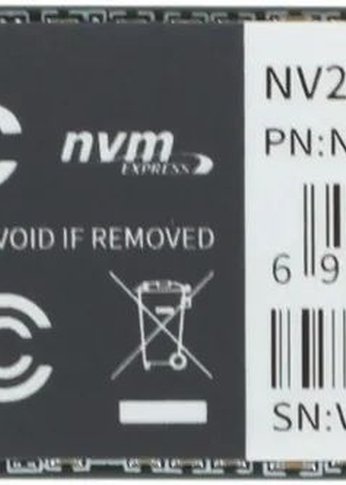 nvm
EXPRESS
VOID IF REMOVED
NV2
PN:N
6 9
SN:V